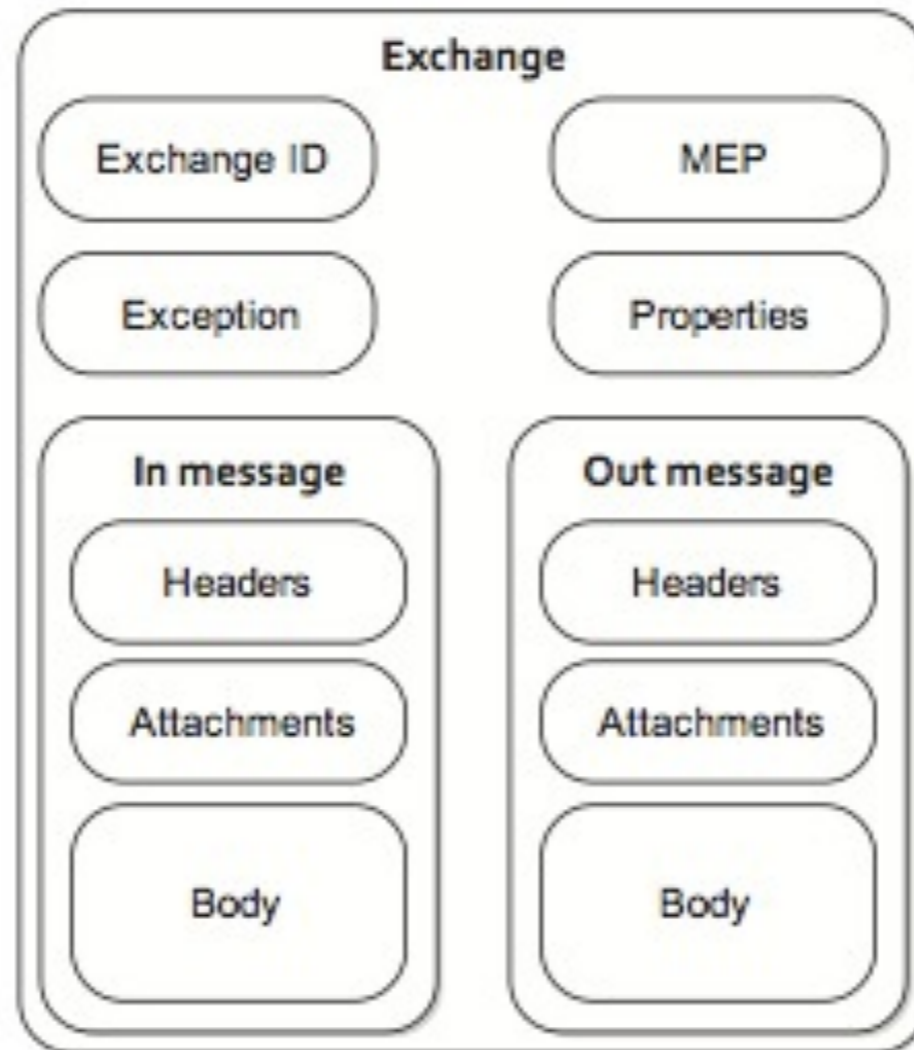 Exchange
Exchange ID
MEP
Exception
Properties
In message
Headers
Attachments
Body
Out message
Headers
Attachments
Body